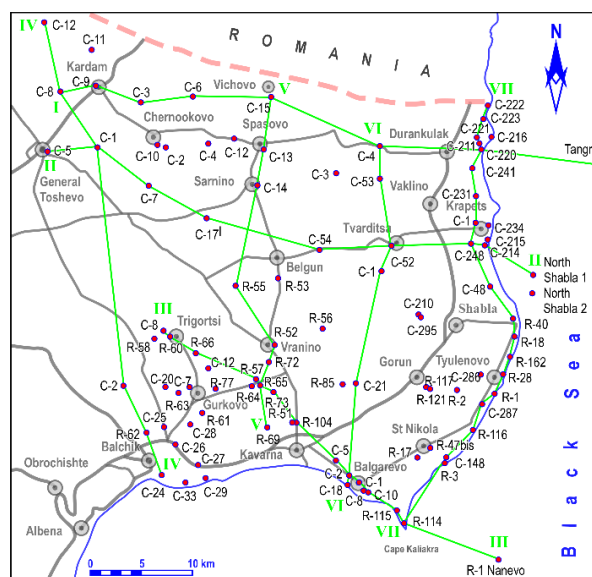 IV
C-12
R O M A N I A
C-11
Kardam
C-9
Vichovo
V
VII
C-8
I
C-3
C-6
C-15
C-222
C-223
Chernookovo
Spasovo
VI
Durankulak
C-221
C-216
C-1
C-12
C-211
C-5
C-10
C-2
C-4
C-13
C-4
C-220
Tangr
II
C-241
General
Toshevo
Sarnino
C-14
C-3
C-53
Vaklino
C-7
C-231
Krapets
C-17
I
Tvarditsa
C-1
C-234
C-54
C-52
C-215
C-248
C-214
Belgun
C-1
II
North
Shabla 1
R-55
R-53
C-48
North
Shabla 2
III
C-210
C-8
Trigortsi
R-56
C-295
Shabla
R-40
R-58
R-60
R-66
R-52
Vranino
R-18
R-72
Tyulenovo
R-162
C-12
Gorun
C-2
C-20
C-7
R-77
R-57
R-65
R-85
C-21
R-117
C-286
R-28
R-63
R-64
R-73
R-121
R-2
R-1
Gurkovo
R-61
R-51
C-287
C-25
C-28
V
R-69
R-104
St Nikola
R-116
R-62
Balchik
C-26
Kavarna
R-17
R-47bis
C-27
C-5
C-148
Obrochishte
IV
C-2
Balgarevo
R-3
C-24
C-33
C-29
C-18
C-1
VI
C-8
C-10
Albena
R-115
R-114
VII
III
Cape Kaliakra
R-1 Nanevo
0
5
10 km
N
B l a c k S e a